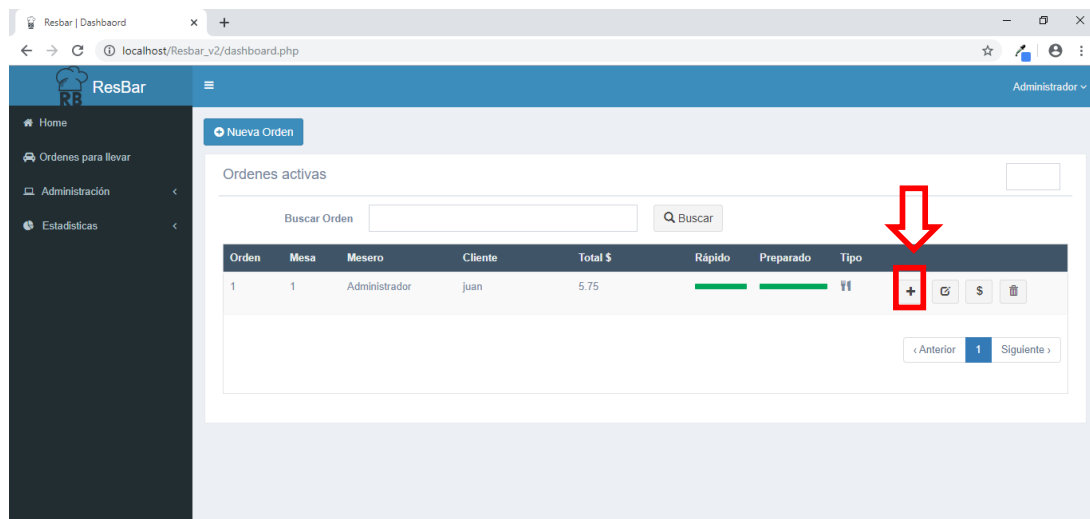 Resbar | Dashbaord
localhost/Resbar_v2/dashboard.php
RB ResBar
Administrador
Home
Ordenes para llevar
Administración
Estadisticas
Nueva Orden
Ordenes activas
Buscar Orden
Buscar
Orden Mesa Mesero Cliente Total $ Rápido Preparado Tipo
1 1 Administrador juan 5.75 $
‹ Anterior 1 Siguiente ›